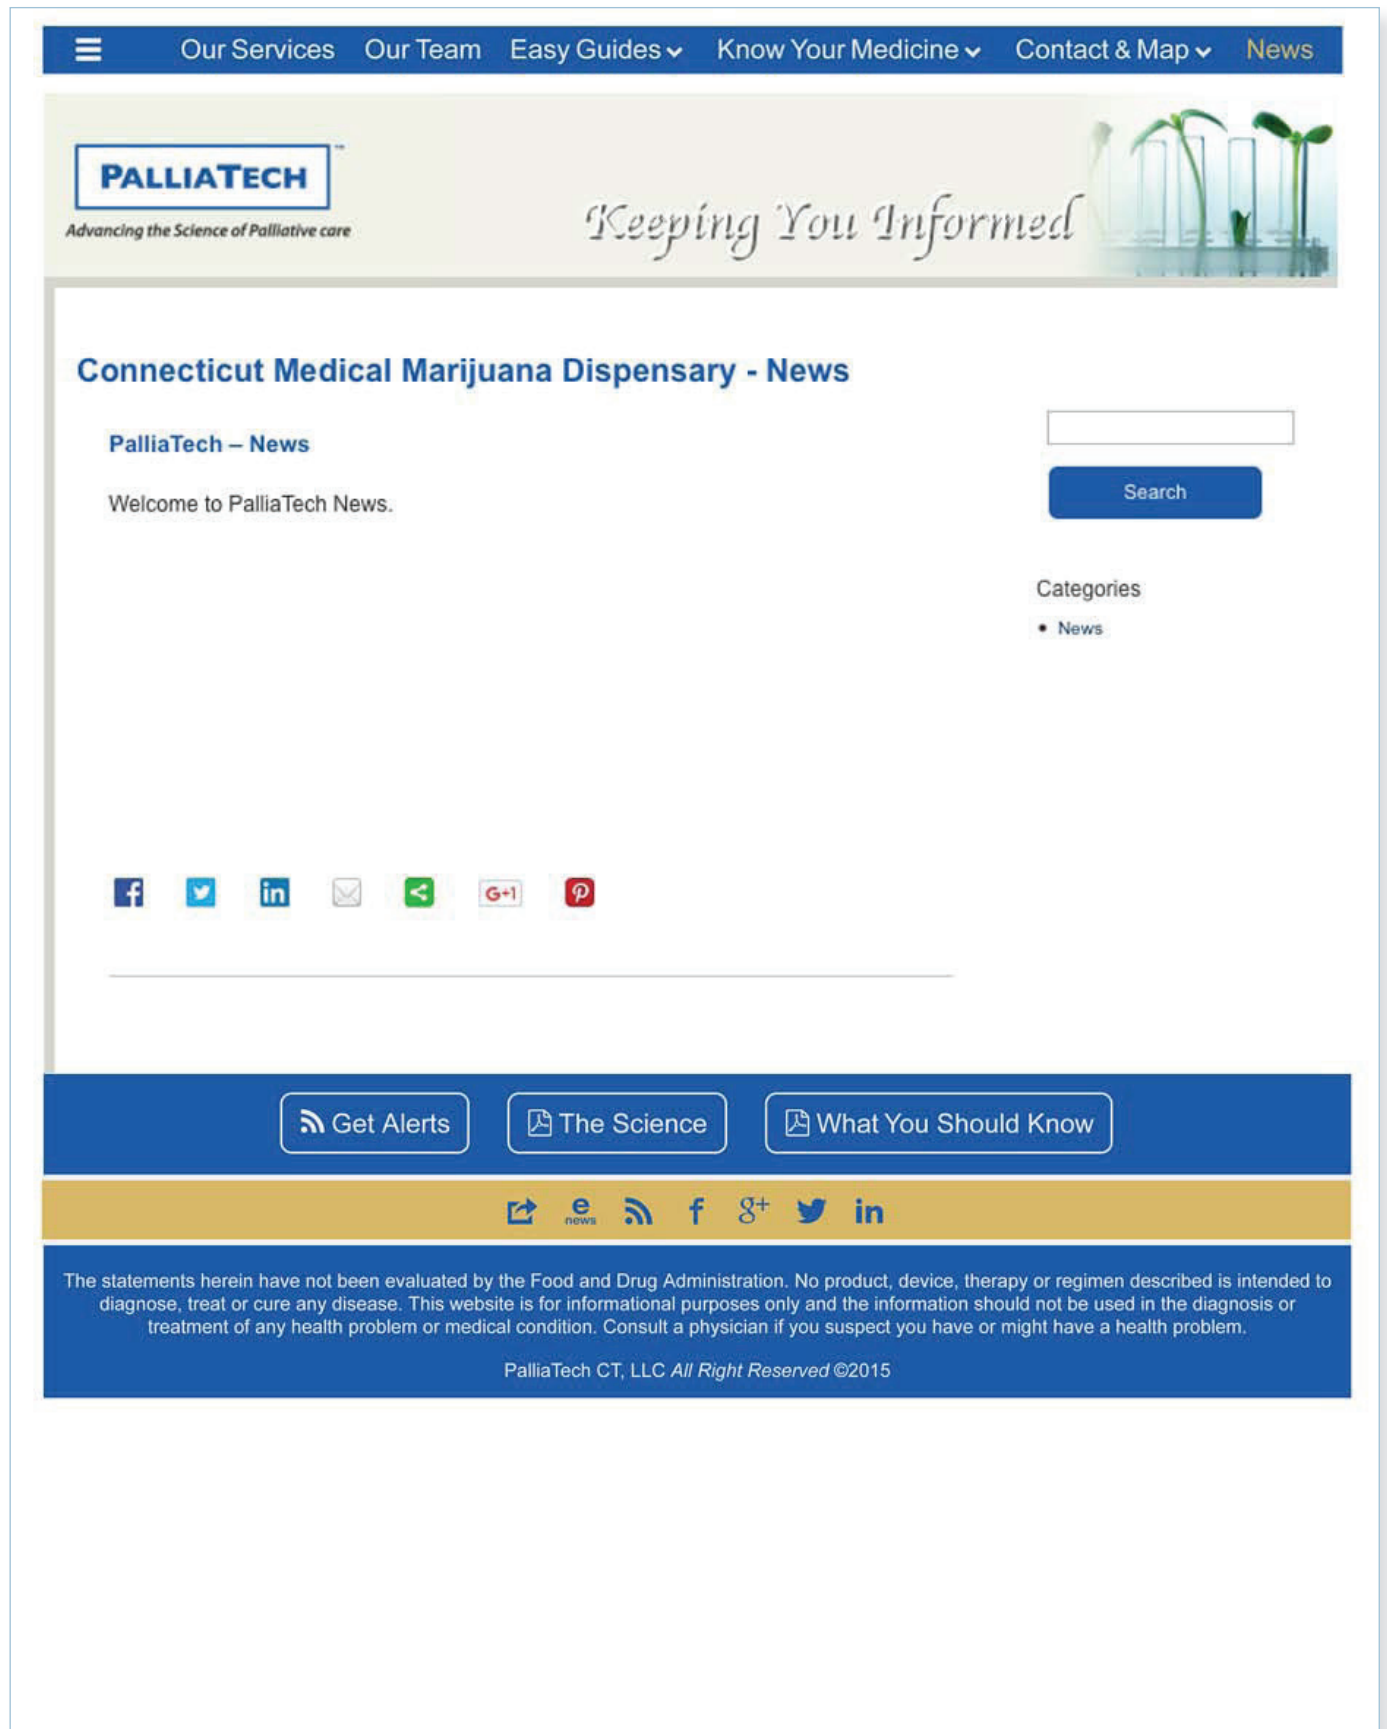 Our Services Our Team Easy Guides Know Your Medicine Contact & Map News
PALLIATECH™
Advancing the Science of Palliative care
Keeping You Informed
Connecticut Medical Marijuana Dispensary - News
PalliaTech – News
Welcome to PalliaTech News.
Search
Categories
• News
f in G+1
Get Alerts The Science What You Should Know
e news f g+ in
The statements herein have not been evaluated by the Food and Drug Administration. No product, device, therapy or regimen described is intended to
diagnose, treat or cure any disease. This website is for informational purposes only and the information should not be used in the diagnosis or
treatment of any health problem or medical condition. Consult a physician if you suspect you have or might have a health problem.
PalliaTech CT, LLC All Right Reserved ©2015